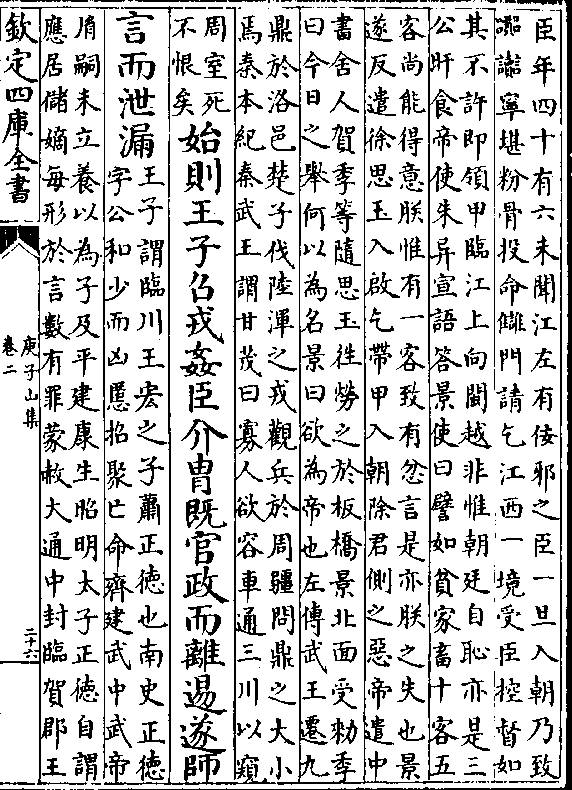 臣年四十有六未聞江左有佞邪之臣一旦入朝乃致
讒寧堪粉骨投命讎門請乞江西一境受臣控督如
其不許即領甲臨江上向閩越非惟朝廷自恥亦是三
公旰食帝使朱异宣語答景使曰譬如貧家畜十客五
客尚能得意朕惟有一客致有忿言是亦朕之失也景
遂反遣徐思玉入啟乞帶甲入朝除君側之惡帝遣中
書舍人賀季等隨思玉往勞之於板橋景北面受勅季
曰今日之舉何以為名景曰欲為帝也左傳武王遷九
鼎於洛邑楚子伐陸渾之戎觀兵於周疆問鼎之大小
焉秦本紀秦武王謂甘茂曰寡人欲容車通三川以窺
周室死
不恨矣
始則王子召戎姦臣介胄既官政而離逷遂師
言而泄漏
王子謂臨川王宏之子蕭正德也南史正德
字公和少而凶慝招聚亡命齊建武中武帝
胤嗣未立養以為子及平建康生昭明太子正德自謂
應居儲嫡每形於言數有罪蒙赦大通中封臨賀郡王
欽定四庫全書
庾子山集
卷二
二十六